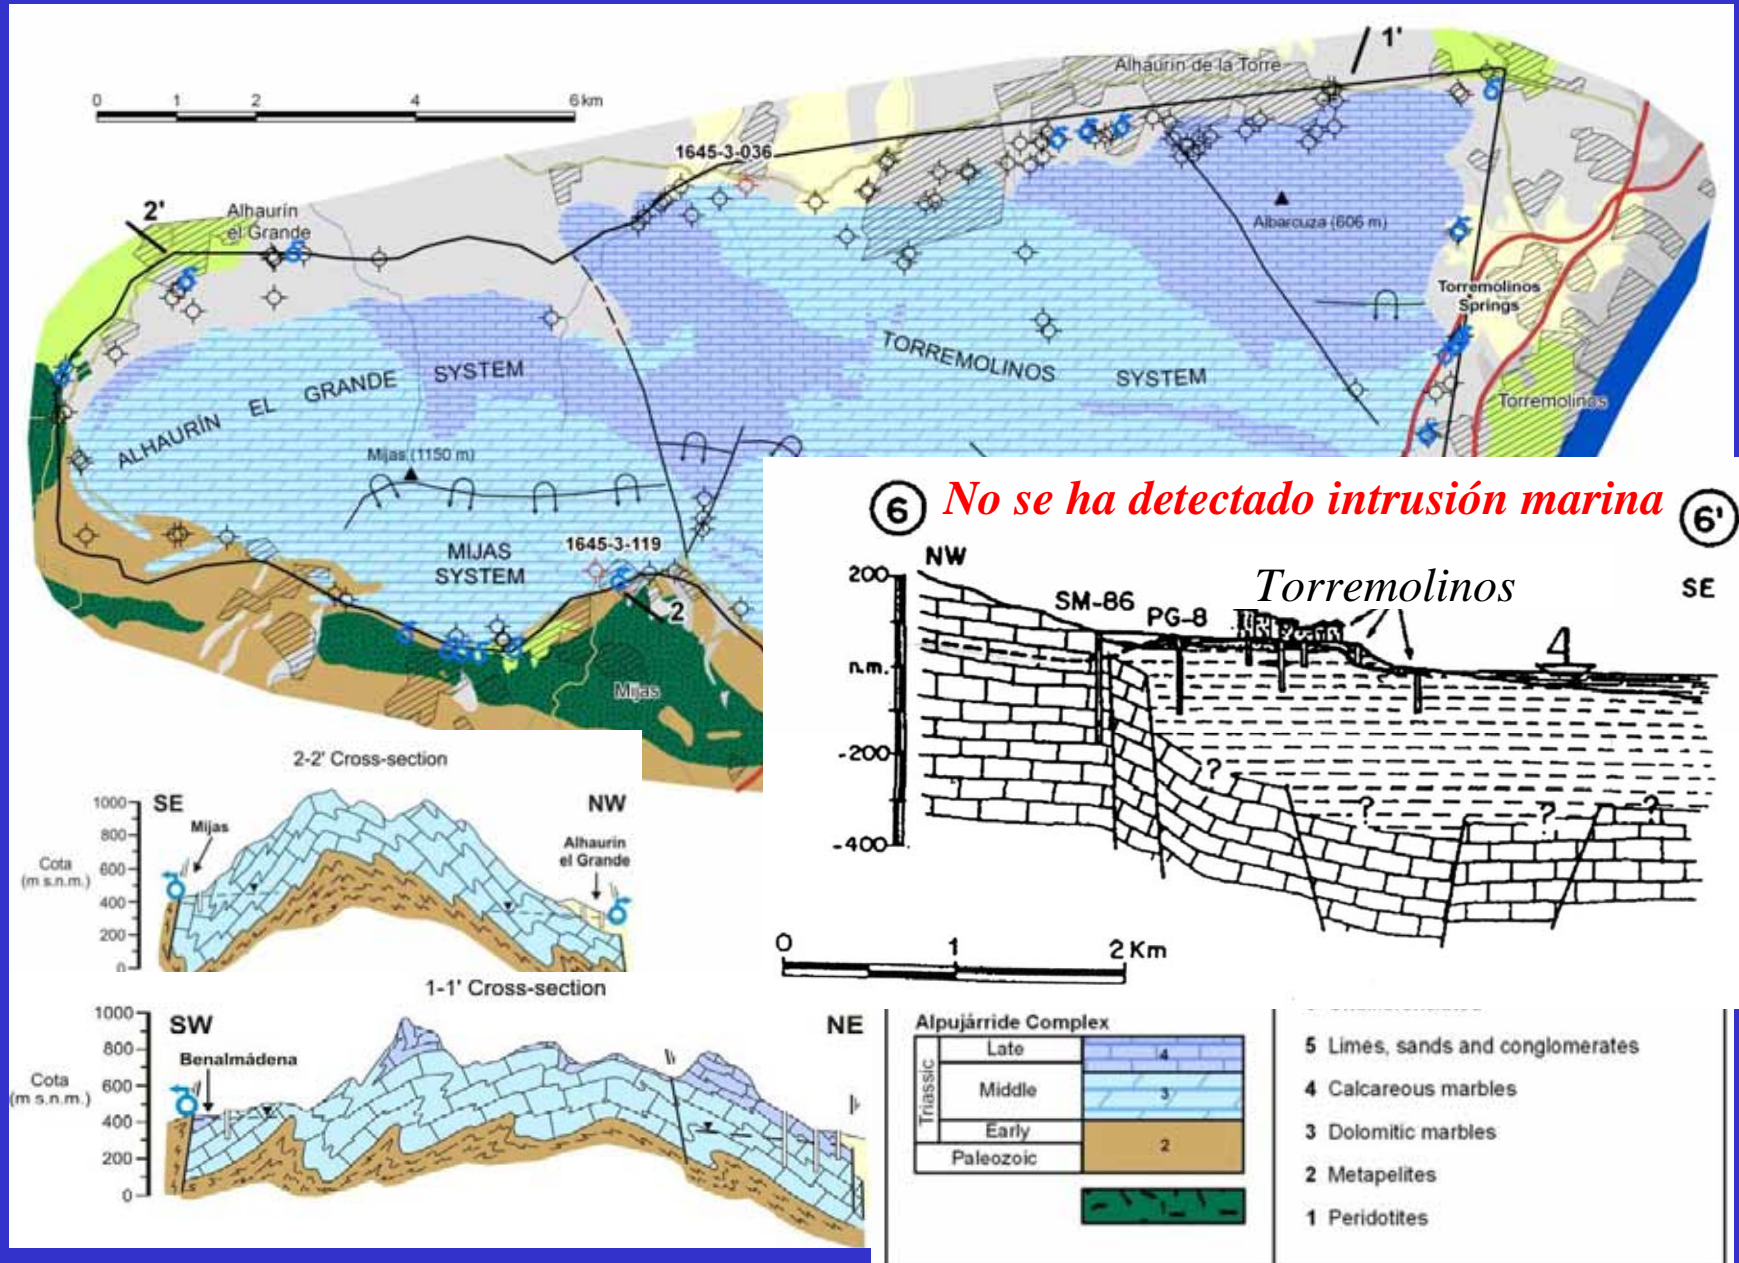 1'
Alhaurín de la Torre
0 1 2 4 6 km
1645-3-036
2'
Alhaurín
el Grande
Albarcuza (606 m)
Torremolinos
Springs
TORREMOLINOS SYSTEM
ALHAURÍN EL GRANDE SYSTEM
Torremolinos
Mijas (1150 m)
MIJAS
SYSTEM
1645-3-119
2
Mijas
6 No se ha detectado intrusión marina 6'
NW
Torremolinos
SE
200
SM-86
PG-8
n.m.
-200
-400
? ? ? ?
0 1 2 Km
2-2' Cross-section
SE NW
1000
800
600
400
200
0
Cota
(m s.n.m.)
Mijas
Alhaurín
el Grande
1-1' Cross-section
SW NE
1000
800
600
400
200
0
Cota
(m s.n.m.)
Benalmádena
Alpujárride Complex
Triassic
Late 4
Middle 3
Early
Paleozoic
2
5 Limes, sands and conglomerates
4 Calcareous marbles
3 Dolomitic marbles
2 Metapelites
1 Peridotites